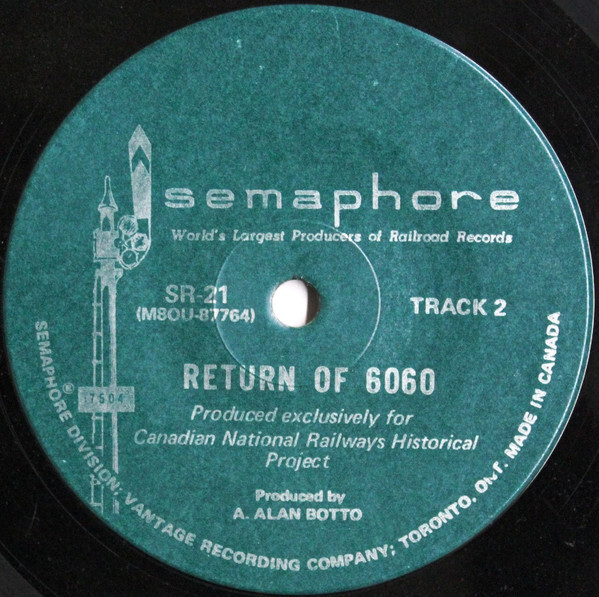 semaphore
World's Largest Producers of Railroad Records
SR-21
(M8OU-87764)
TRACK 2
RETURN OF 6060
Produced exclusively for
Canadian National Railways Historical
Project
Produced by
A. ALAN BOTTO
7504
SEMAPHORE® DIVISION; VANTAGE RECORDING COMPANY; TORONTO, ONT. MADE IN CANADA